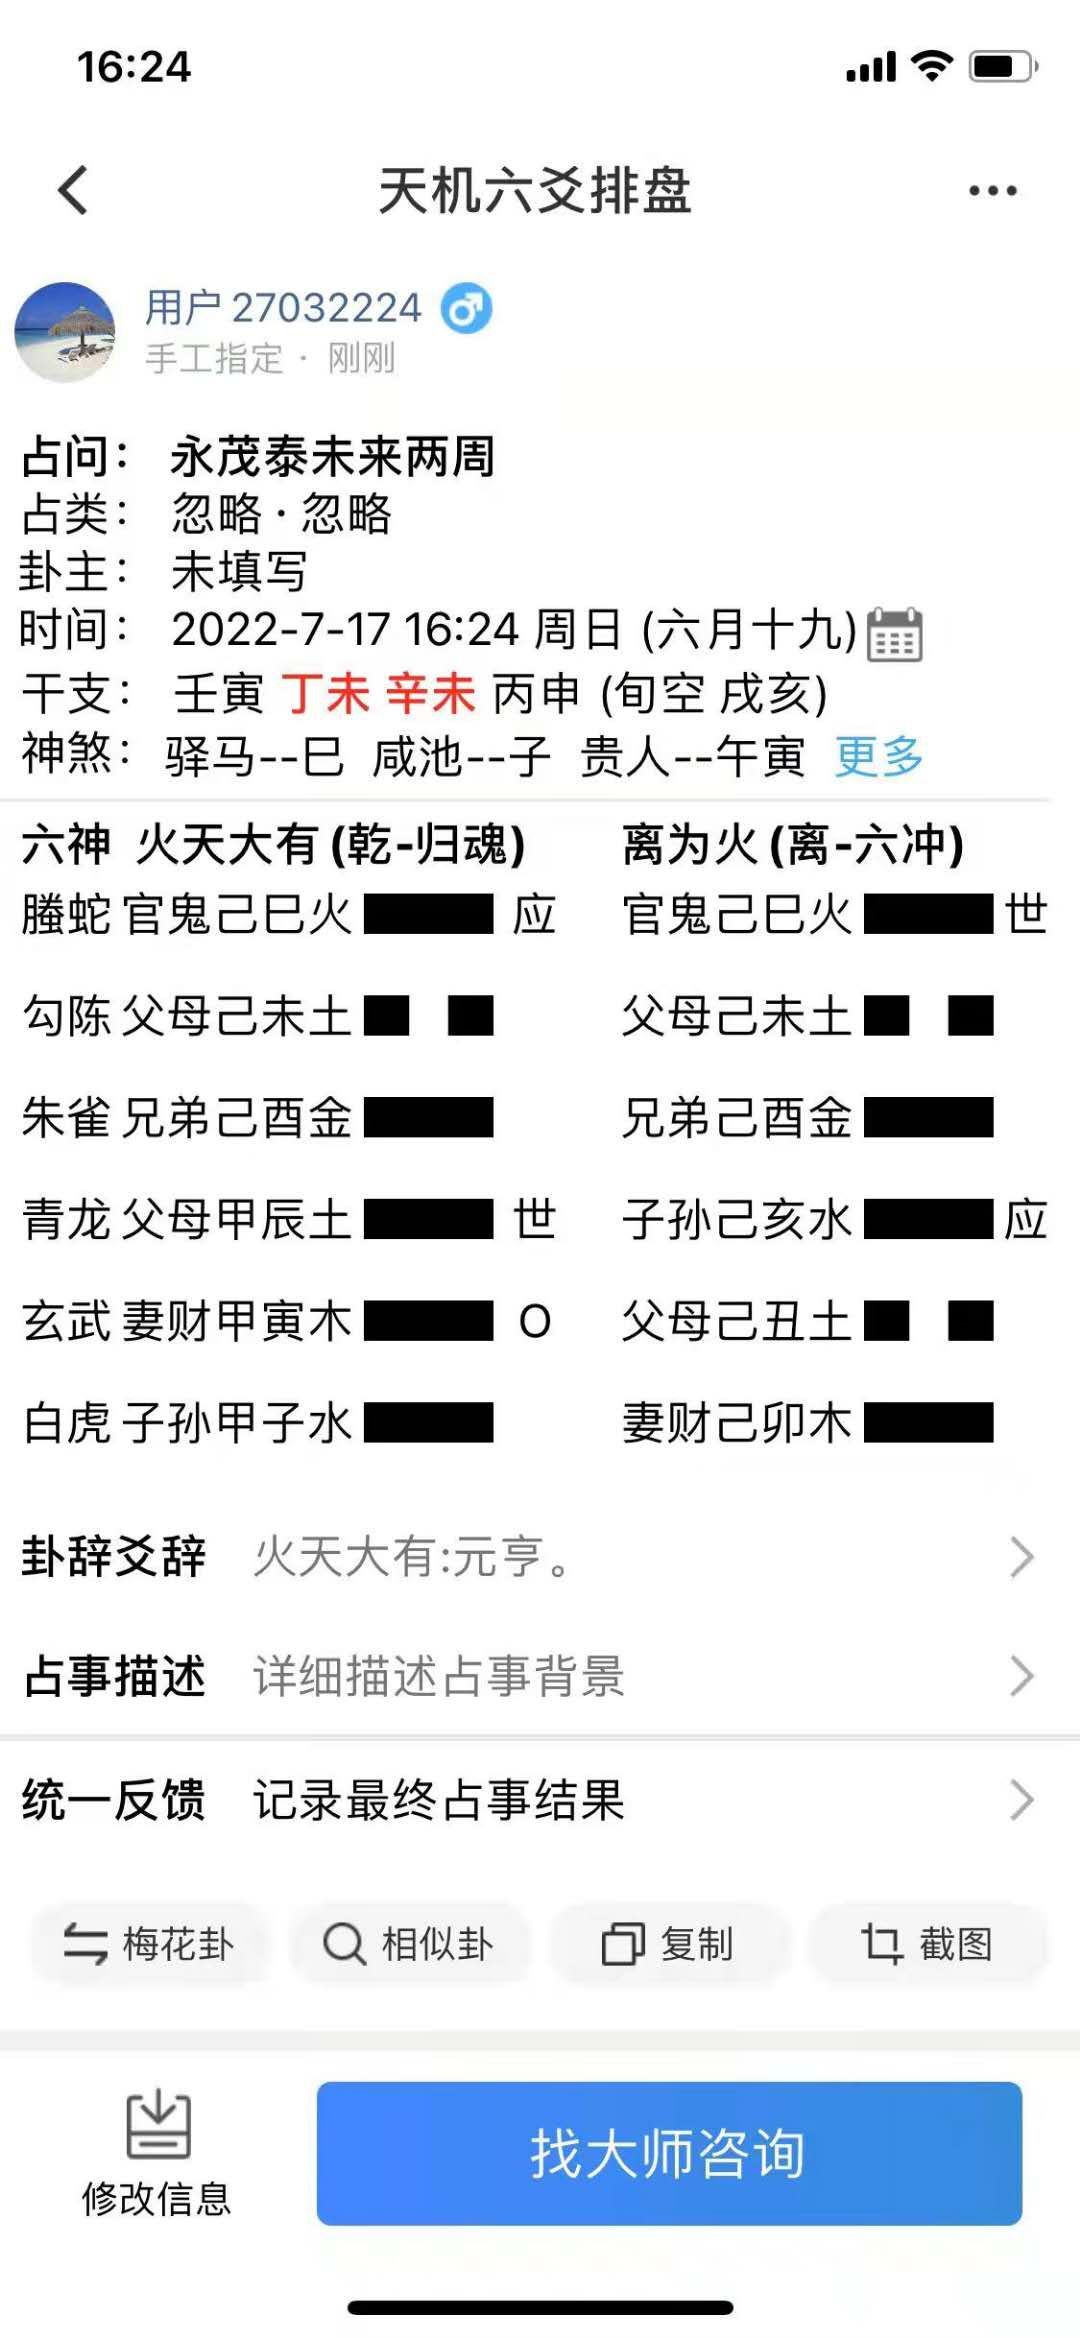 16:24
天机六爻排盘
用户27032224
手工指定 · 刚刚
占问： 永茂泰未来两周
占类： 忽略 · 忽略
卦主： 未填写
时间： 2022-7-17 16:24 周日 (六月十九)
干支： 壬寅 丁未 辛未 丙申 (旬空 戌亥)
神煞： 驿马--巳 咸池--子 贵人--午寅 更多
六神 火天大有(乾-归魂) 离为火(离-六冲)
螣蛇 官鬼己巳火 应 官鬼己巳火 世
勾陈 父母己未土 父母己未土
朱雀 兄弟己酉金 兄弟己酉金
青龙 父母甲辰土 世 子孙己亥水 应
玄武 妻财甲寅木 O 父母己丑土
白虎 子孙甲子水 妻财己卯木
卦辞爻辞 火天大有:元亨。
占事描述 详细描述占事背景
统一反馈 记录最终占事结果
梅花卦 相似卦 复制 截图
修改信息 找大师咨询